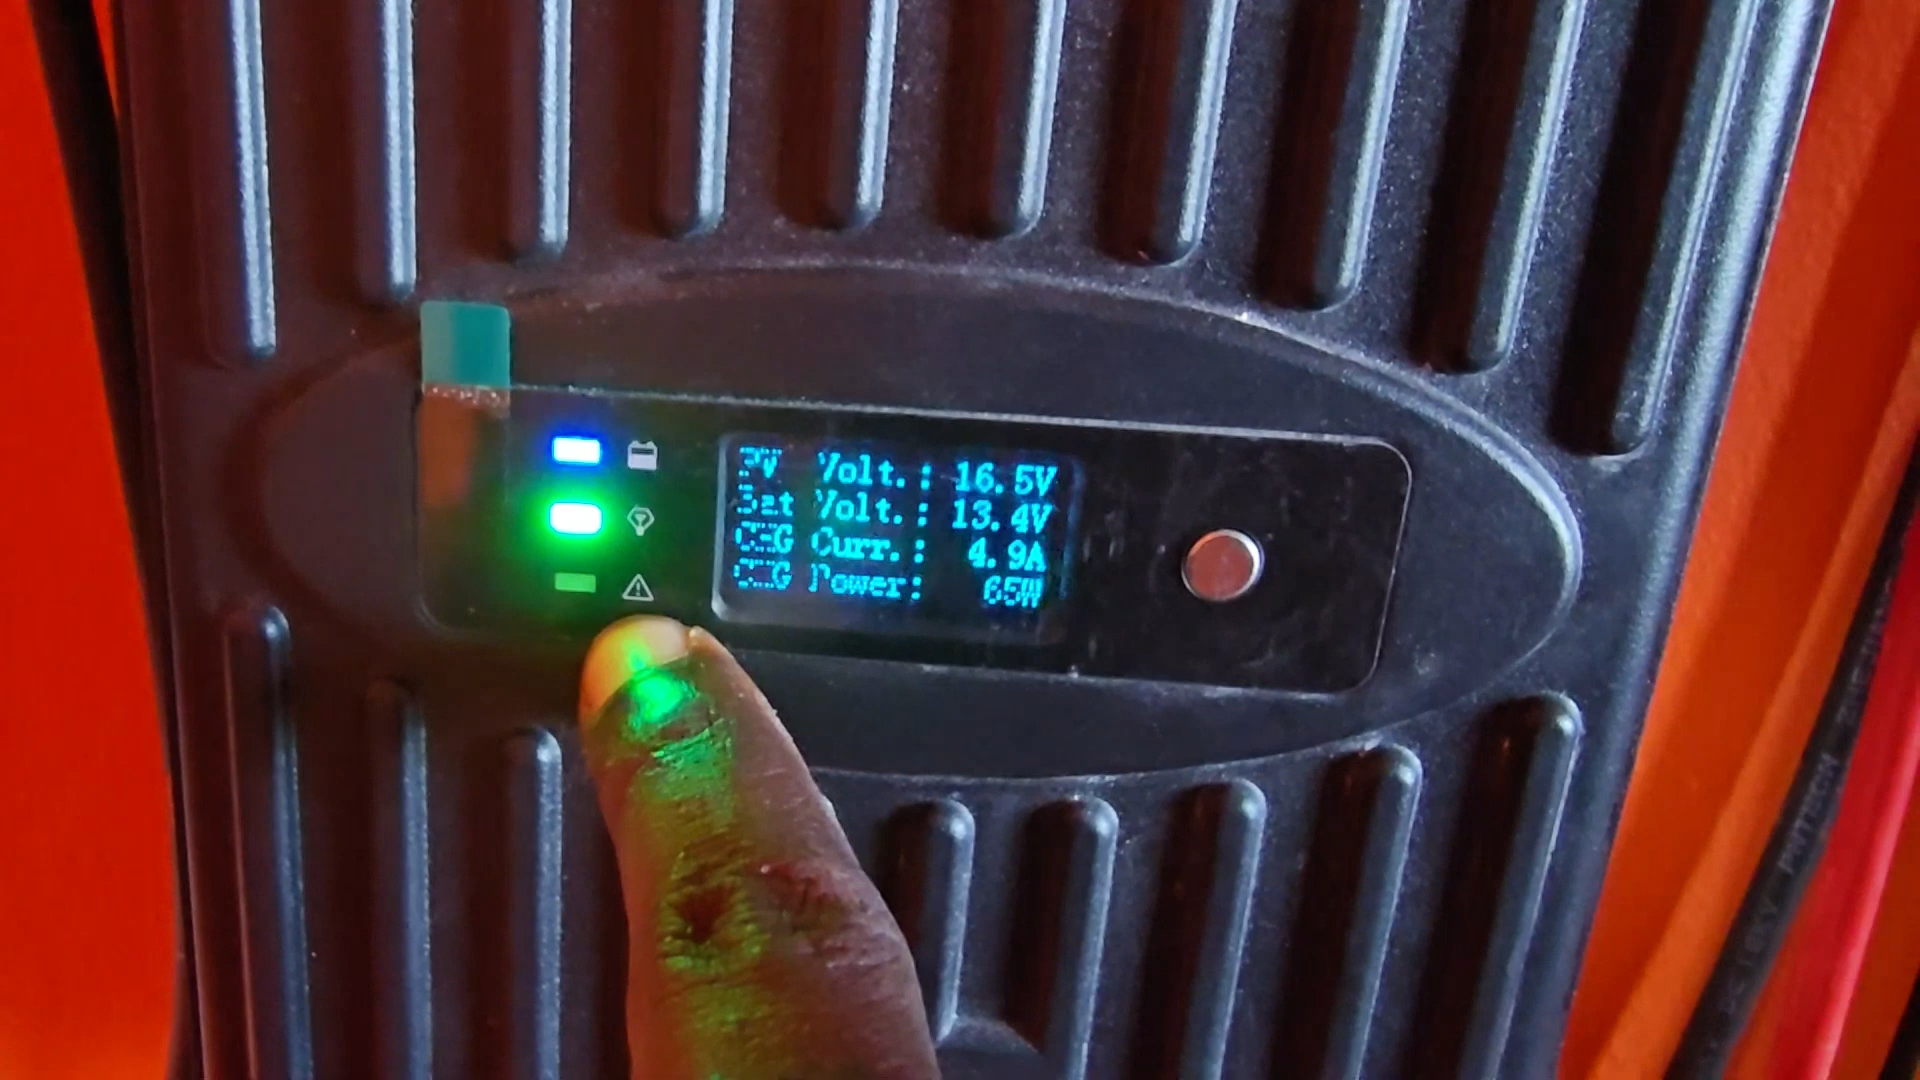 PV Volt.: 16.5V
Bat Volt.: 13.4V
CHG Curr.: 4.9A
CHG Power: 65W